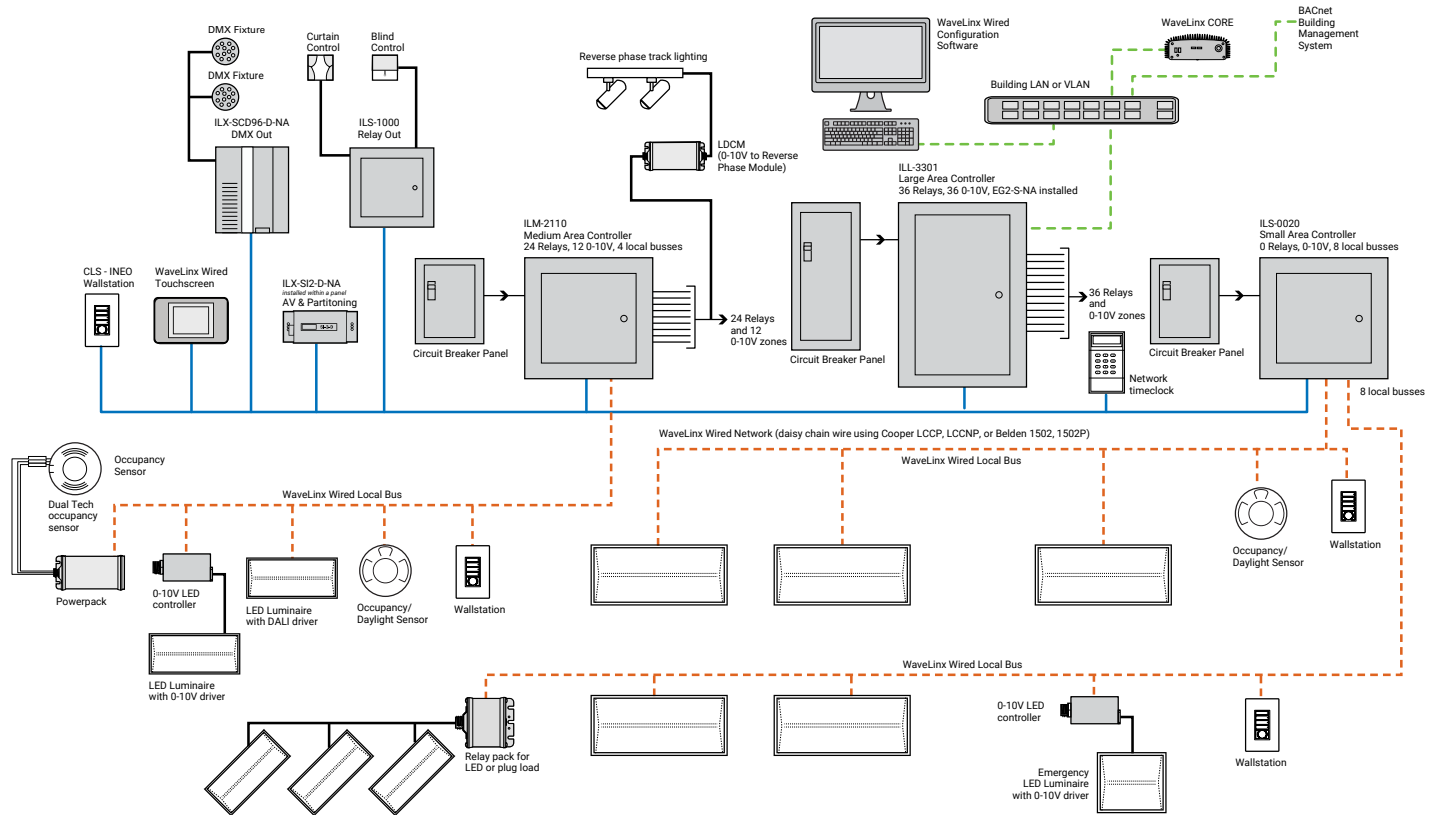 DMX Fixture
DMX Fixture
ILX-SCD96-D-NA
DMX Out
Curtain
Control
Blind
Control
ILS-1000
Relay Out
Reverse phase track lighting
LDCM
(0-10V to Reverse
Phase Module)
WaveLinx Wired
Configuration
Software
WaveLinx CORE
BACnet
Building
Management
System
Building LAN or VLAN
ILL-3301
Large Area Controller
36 Relays, 36 0-10V, EG2-S-NA installed
ILM-2110
Medium Area Controller
24 Relays, 12 0-10V, 4 local busses
ILS-0020
Small Area Controller
0 Relays, 0-10V, 8 local busses
CLS - INEO
Wallstation
WaveLinx Wired
Touchscreen
ILX-SI2-D-NA
installed within a panel
AV & Partitoning
Circuit Breaker Panel
24 Relays
and 12
0-10V zones
Circuit Breaker Panel
36 Relays
and
0-10V zones
Network
timeclock
Circuit Breaker Panel
8 local busses
WaveLinx Wired Network (daisy chain wire using Cooper LCCP, LCCNP, or Belden 1502, 1502P)
WaveLinx Wired Local Bus
Occupancy
Sensor
Dual Tech
occupancy
sensor
WaveLinx Wired Local Bus
Powerpack
0-10V LED
controller
LED Luminaire
with DALI driver
Occupancy/
Daylight Sensor
Wallstation
LED Luminaire
with 0-10V driver
Occupancy/
Daylight Sensor
Wallstation
WaveLinx Wired Local Bus
Relay pack for
LED or plug load
0-10V LED
controller
Emergency
LED Luminaire
with 0-10V driver
Wallstation